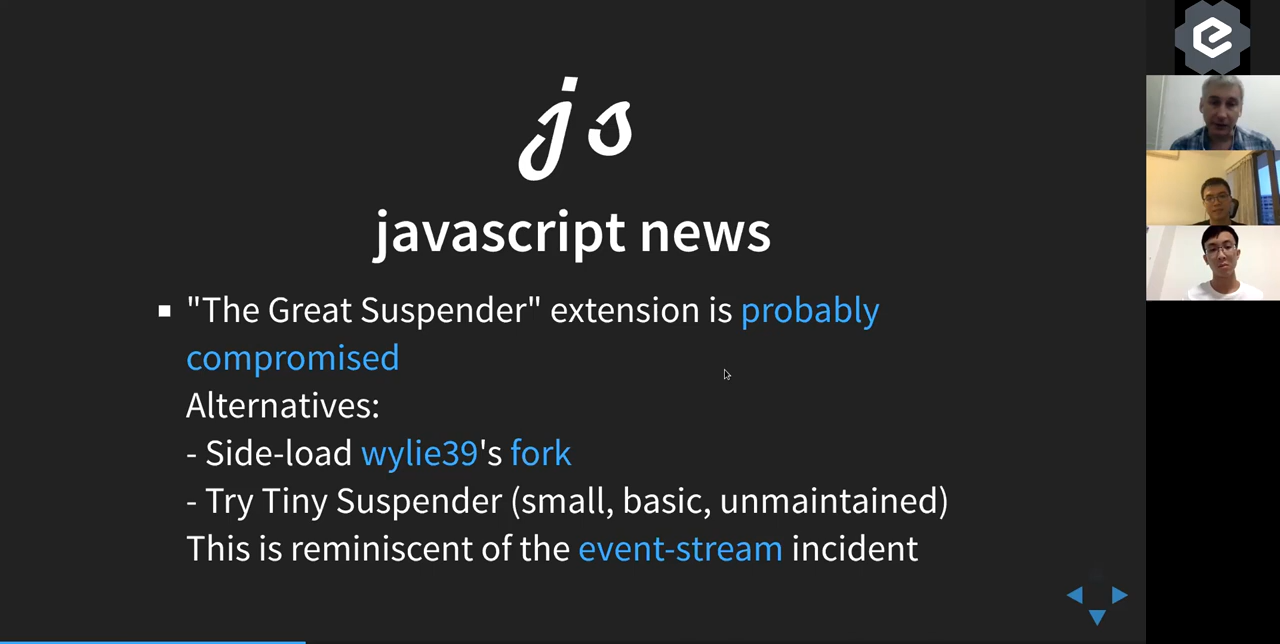 js
javascript news
"The Great Suspender" extension is probably
compromised
Alternatives:
- Side-load wylie39's fork
- Try Tiny Suspender (small, basic, unmaintained)
This is reminiscent of the event-stream incident